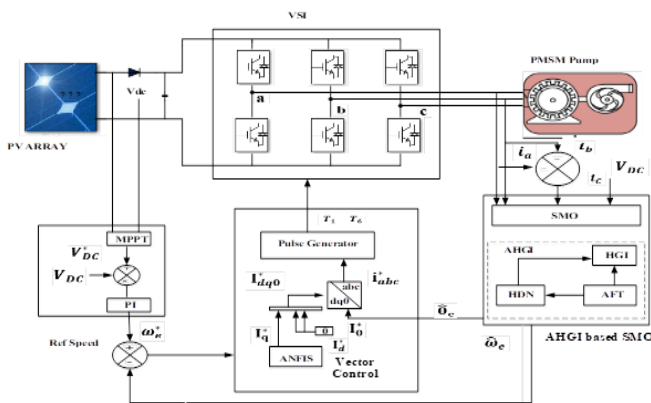 VSI
PMSM Pump
a
b
c
Vdc
? ? ?
PV ARRAY
i_a
i_b
i_c
V_DC
SMO
MPPT
V*_DC
V_DC
PI
ω*_e
Ref Speed
T_1 T_6
Pulse Generator
I*_dq0
i*_abc
abc
dq0
0
I*_q
I*_d
I*_0
ANFIS
Vector
Control
AHGI
HGI
HDN
AFT
AHGI based SMO
ω̂_e